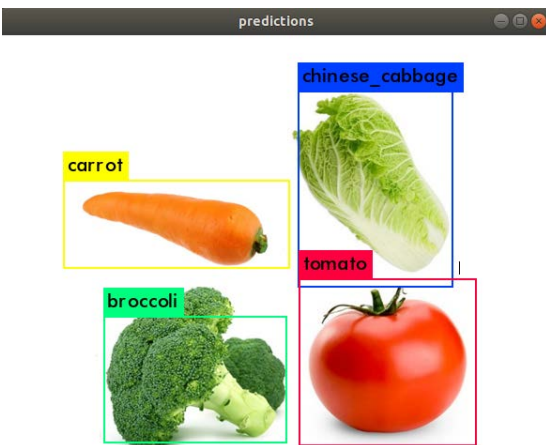 predictions
chinese_cabbage
carrot
tomato
broccoli